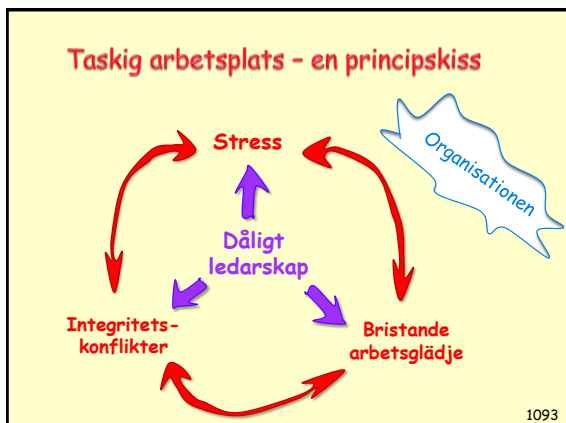 Taskig arbetsplats – en principskiss
Organisationen
Stress
Dåligt
ledarskap
Integritets-
konflikter
Bristande
arbetsglädje
1093